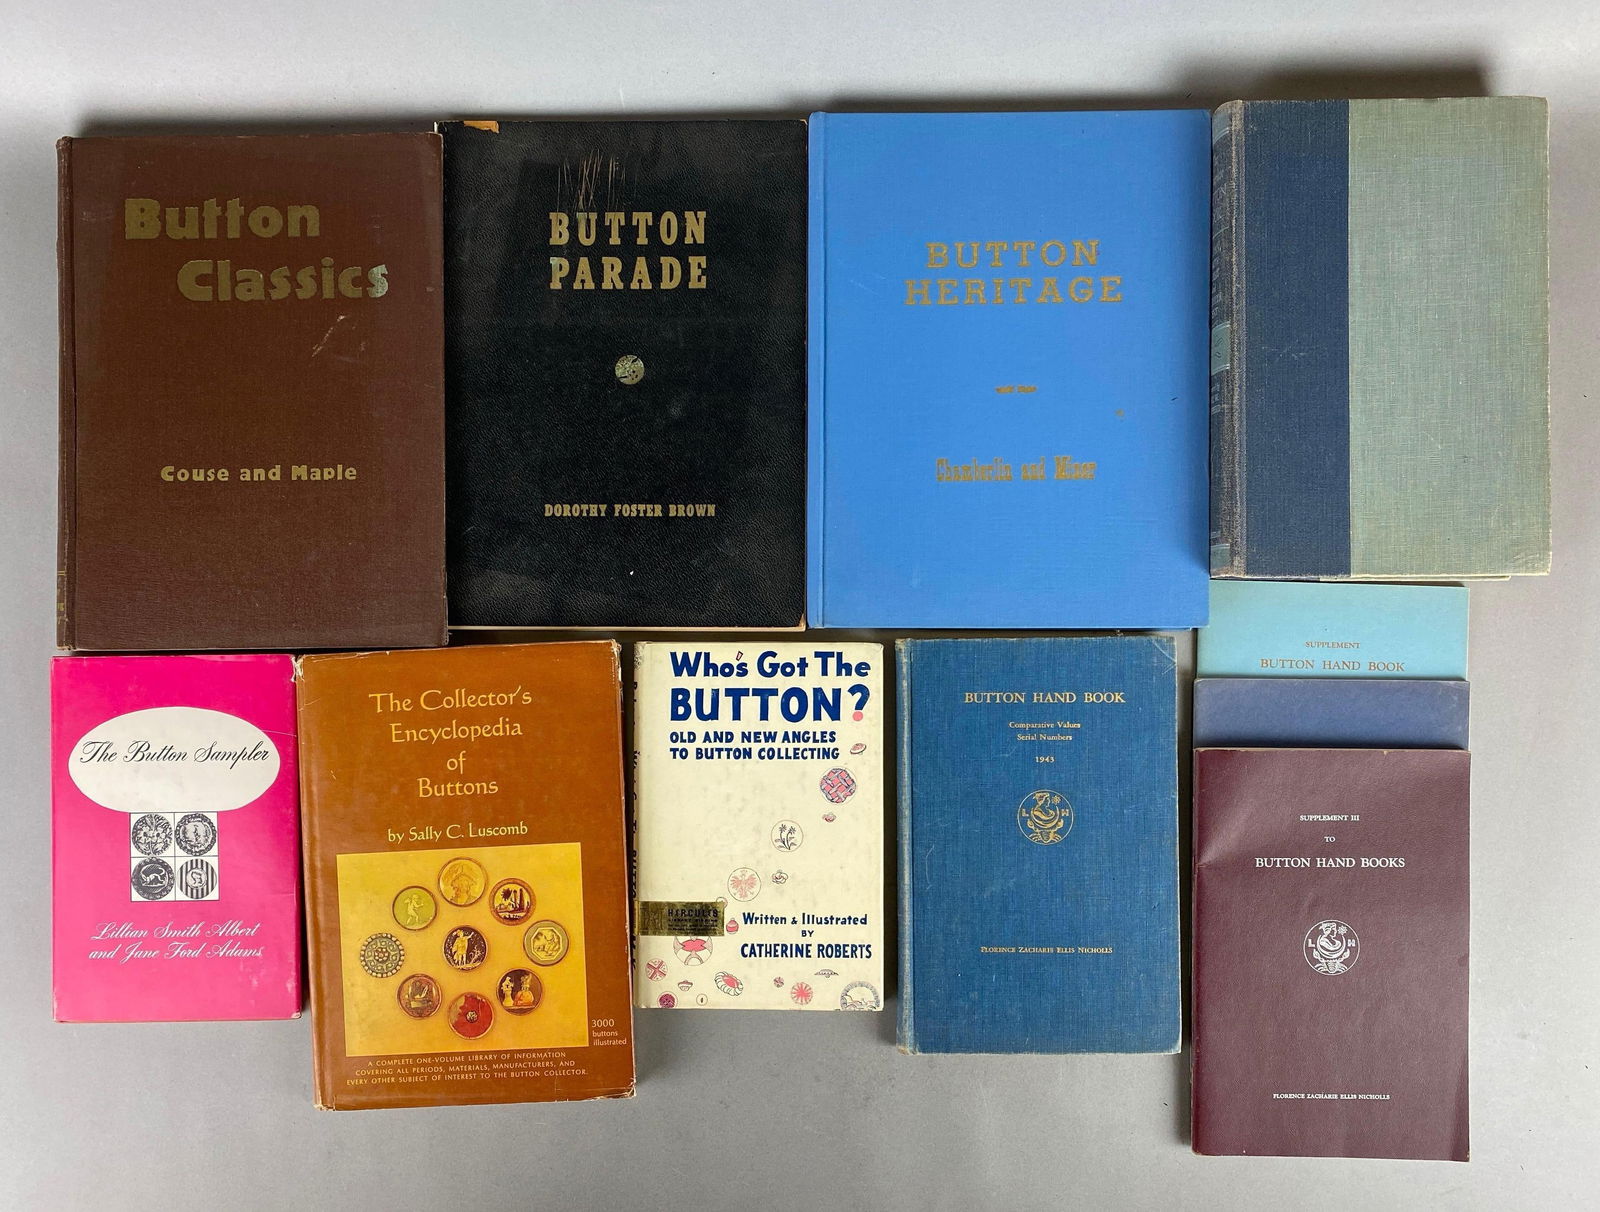 Button
Classics
Couse and Maple
BUTTON
PARADE
DOROTHY FOSTER BROWN
BUTTON
HERITAGE
Chamberlin and Miner
The Button Sampler
Lillian Smith Albert
and Jane Ford Adams
The Collector's
Encyclopedia
of
Buttons
by Sally C. Luscomb
3000
buttons
illustrated
A COMPLETE ONE-VOLUME LIBRARY OF INFORMATION
COVERING ALL PERIODS, MATERIALS, MANUFACTURERS, AND
EVERY OTHER SUBJECT OF INTEREST TO THE BUTTON COLLECTOR.
Who's Got The
BUTTON?
OLD AND NEW ANGLES
TO BUTTON COLLECTING
HERCULES
Written & Illustrated
BY
CATHERINE ROBERTS
BUTTON HAND BOOK
Comparative Values
Serial Numbers
1943
L W
FLORENCE ZACHARIE ELLIS NICHOLLS
SUPPLEMENT
BUTTON HAND BOOK
SUPPLEMENT III
TO
BUTTON HAND BOOKS
L W
FLORENCE ZACHARIE ELLIS NICHOLLS